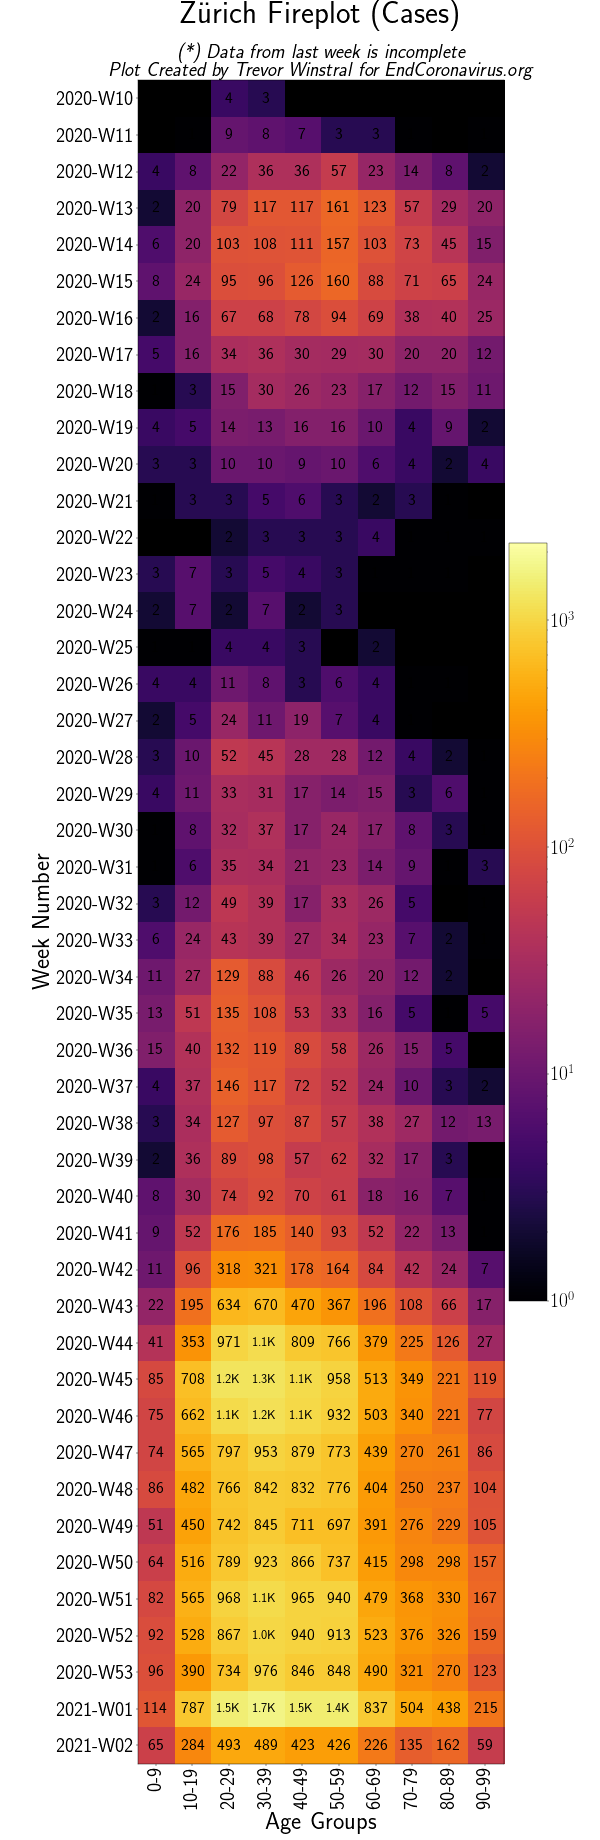 Zürich Fireplot (Cases)
(*) Data from last week is incomplete
Plot Created by Trevor Winstral for EndCoronavirus.org
2020-W10 4 3
2020-W11 9 8 7 3 3
2020-W12 4 8 22 36 36 57 23 14 8 2
2020-W13 2 20 79 117 117 161 123 57 29 20
2020-W14 6 20 103 108 111 157 103 73 45 15
2020-W15 8 24 95 96 126 160 88 71 65 24
2020-W16 2 16 67 68 78 94 69 38 40 25
2020-W17 5 16 34 36 30 29 30 20 20 12
2020-W18 3 15 30 26 23 17 12 15 11
2020-W19 4 5 14 13 16 16 10 4 9 2
2020-W20 3 3 10 10 9 10 6 4 2 4
2020-W21 3 3 5 6 3 2 3
2020-W22 2 3 3 3 4
2020-W23 3 7 3 5 4 3
2020-W24 2 7 2 7 2 3
2020-W25 4 4 3 2
2020-W26 4 4 11 8 3 6 4
2020-W27 2 5 24 11 19 7 4
2020-W28 3 10 52 45 28 28 12 4 2
2020-W29 4 11 33 31 17 14 15 3 6
2020-W30 8 32 37 17 24 17 8 3
2020-W31 6 35 34 21 23 14 9 3
2020-W32 3 12 49 39 17 33 26 5
2020-W33 6 24 43 39 27 34 23 7 2
2020-W34 11 27 129 88 46 26 20 12 2
2020-W35 13 51 135 108 53 33 16 5 5
2020-W36 15 40 132 119 89 58 26 15 5
2020-W37 4 37 146 117 72 52 24 10 3 2
2020-W38 3 34 127 97 87 57 38 27 12 13
2020-W39 2 36 89 98 57 62 32 17 3
2020-W40 8 30 74 92 70 61 18 16 7
2020-W41 9 52 176 185 140 93 52 22 13
2020-W42 11 96 318 321 178 164 84 42 24 7
2020-W43 22 195 634 670 470 367 196 108 66 17
2020-W44 41 353 971 1.1K 809 766 379 225 126 27
2020-W45 85 708 1.2K 1.3K 1.1K 958 513 349 221 119
2020-W46 75 662 1.1K 1.2K 1.1K 932 503 340 221 77
2020-W47 74 565 797 953 879 773 439 270 261 86
2020-W48 86 482 766 842 832 776 404 250 237 104
2020-W49 51 450 742 845 711 697 391 276 229 105
2020-W50 64 516 789 923 866 737 415 298 298 157
2020-W51 82 565 968 1.1K 965 940 479 368 330 167
2020-W52 92 528 867 1.0K 940 913 523 376 326 159
2020-W53 96 390 734 976 846 848 490 321 270 123
2021-W01 114 787 1.5K 1.7K 1.5K 1.4K 837 504 438 215
2021-W02 65 284 493 489 423 426 226 135 162 59
0-9 10-19 20-29 30-39 40-49 50-59 60-69 70-79 80-89 90-99
Age Groups
Week Number
10³
10²
10¹
10⁰